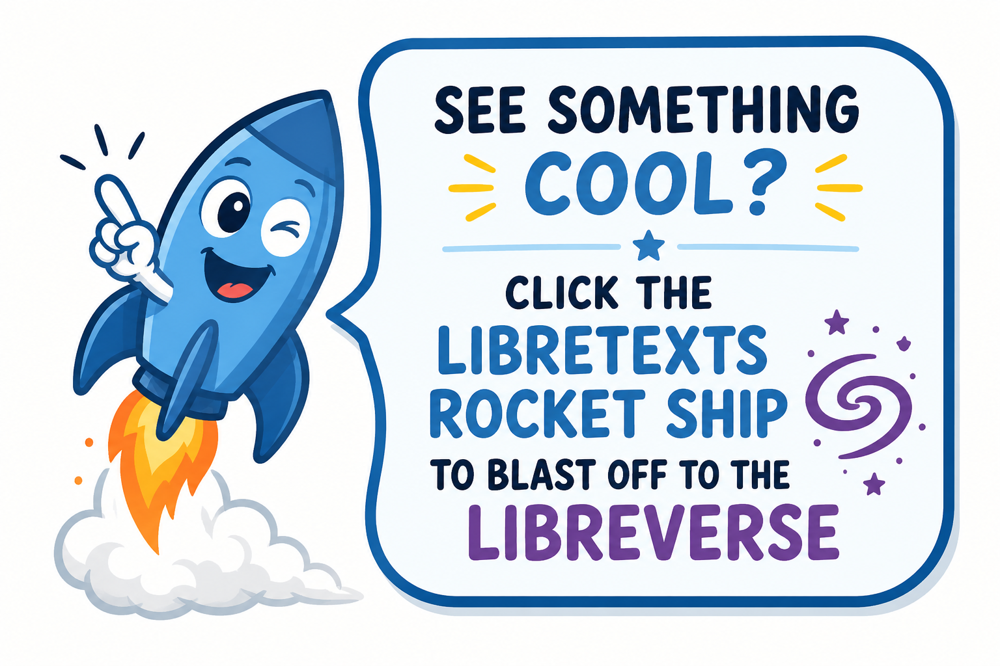 SEE SOMETHING
COOL?
CLICK THE
LIBRETEXTS
ROCKET SHIP
TO BLAST OFF TO THE
LIBREVERSE